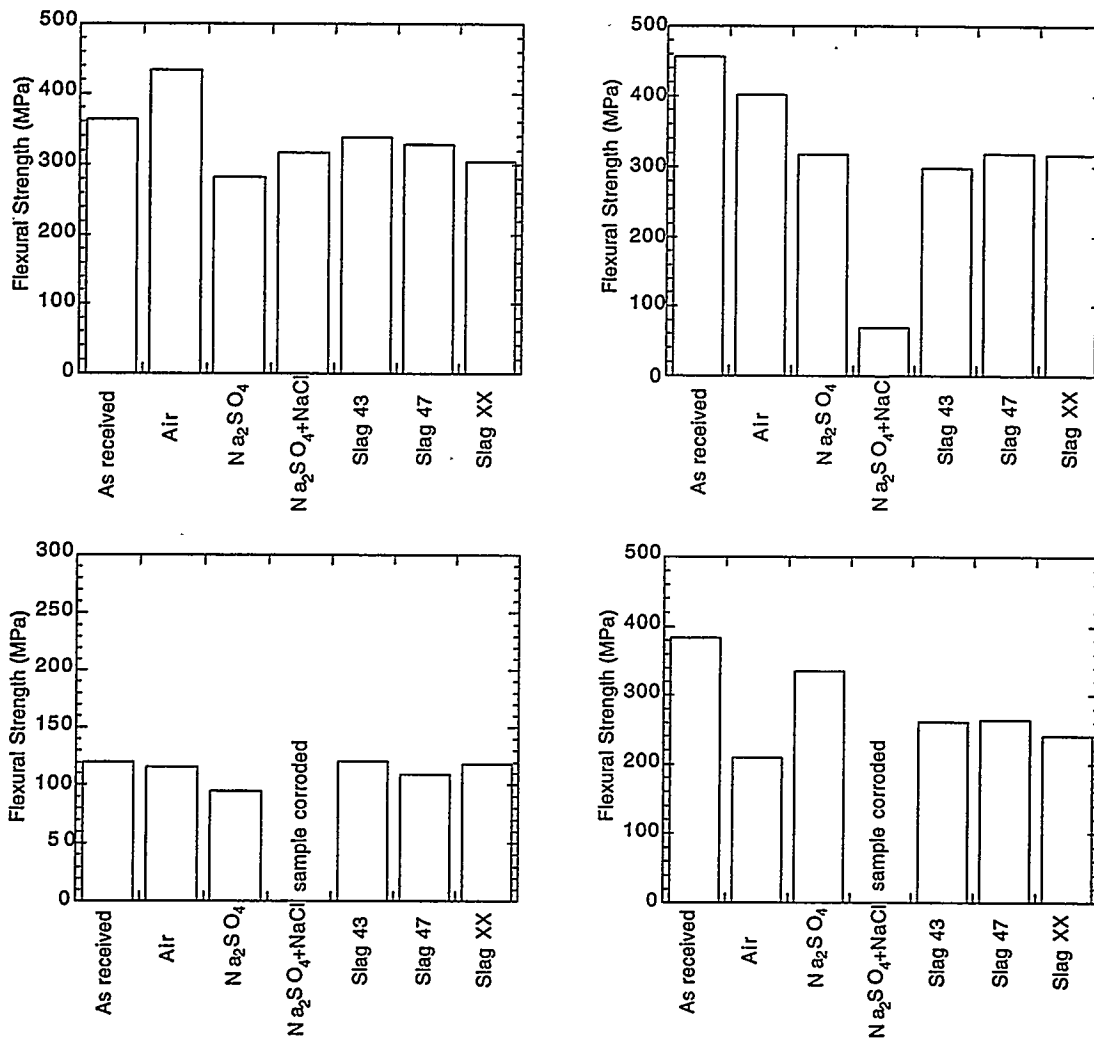 Flexural Strength (MPa)
500
400
300
200
100
0
As received
Air
Na₂SO₄
Na₂SO₄+NaCl
Slag 43
Slag 47
Slag XX
Flexural Strength (MPa)
500
400
300
200
100
0
As received
Air
Na₂SO₄
Na₂SO₄+NaCl
Slag 43
Slag 47
Slag XX
Flexural Strength (MPa)
300
250
200
150
100
50
0
As received
Air
Na₂SO₄
Na₂SO₄+NaCl sample corroded
Slag 43
Slag 47
Slag XX
Flexural Strength (MPa)
500
400
300
200
100
0
As received
Air
Na₂SO₄
Na₂SO₄+NaCl sample corroded
Slag 43
Slag 47
Slag XX